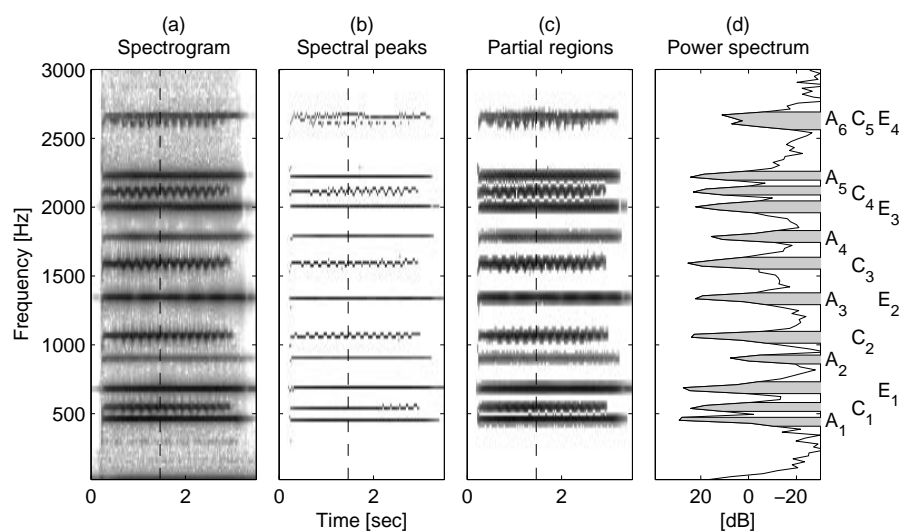 (a) (b) (c) (d)
Spectrogram Spectral peaks Partial regions Power spectrum
3000
2500
2000
1500
1000
500
Frequency [Hz]
A6 C5 E4
A5 C4 E3
A4
C3
A3 E2
C2
A2
E1
C1
A1
0 2 0 2 0 2 20 0 −20
Time [sec] [dB]